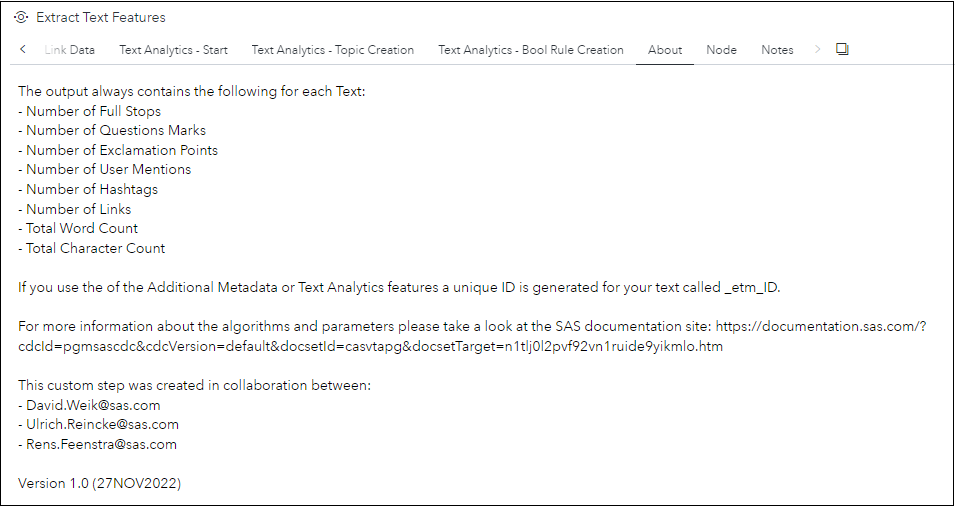 Extract Text Features
Link Data Text Analytics - Start Text Analytics - Topic Creation Text Analytics - Bool Rule Creation About Node Notes
The output always contains the following for each Text:
- Number of Full Stops
- Number of Questions Marks
- Number of Exclamation Points
- Number of User Mentions
- Number of Hashtags
- Number of Links
- Total Word Count
- Total Character Count
If you use the of the Additional Metadata or Text Analytics features a unique ID is generated for your text called _etm_ID.
For more information about the algorithms and parameters please take a look at the SAS documentation site: https://documentation.sas.com/?
cdcId=pgmsascdc&cdcVersion=default&docsetId=casvtapg&docsetTarget=n1tlj0l2pvf92vn1ruide9yikmlo.htm
This custom step was created in collaboration between:
- David.Weik@sas.com
- Ulrich.Reincke@sas.com
- Rens.Feenstra@sas.com
Version 1.0 (27NOV2022)